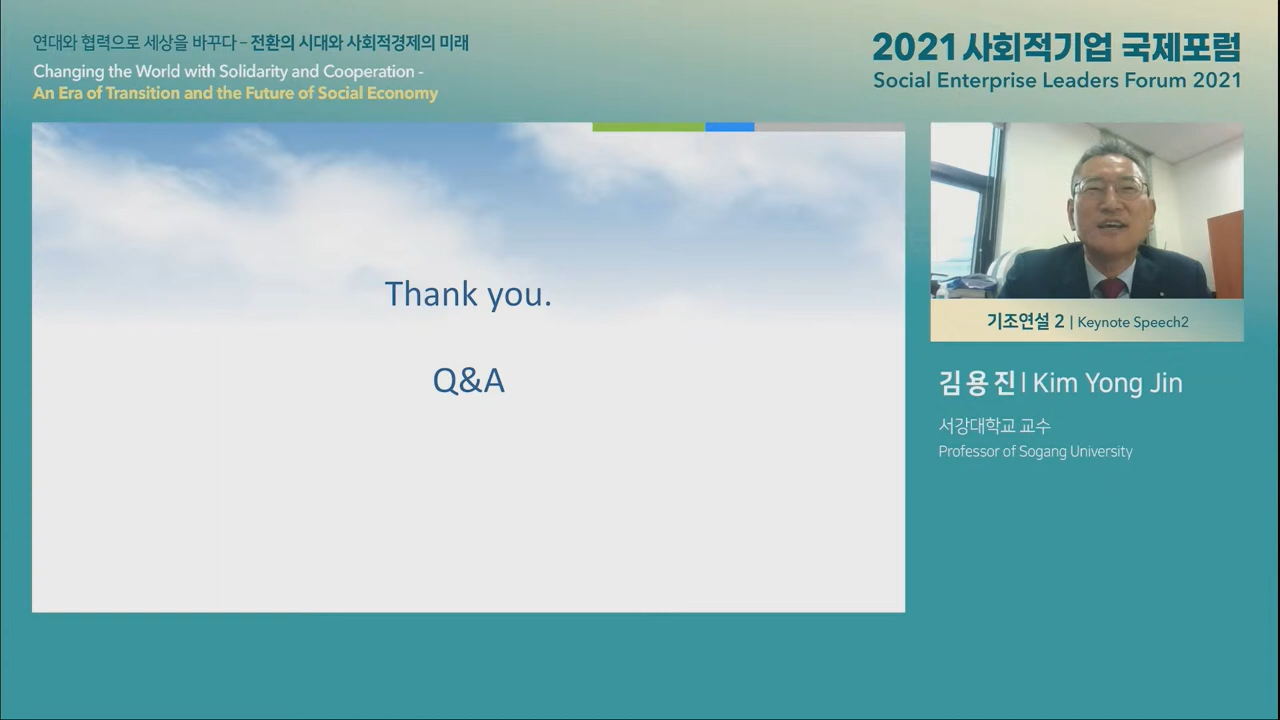 연대와 협력으로 세상을 바꾸다 – 전환의 시대와 사회적경제의 미래
Changing the World with Solidarity and Cooperation -
An Era of Transition and the Future of Social Economy
2021 사회적기업 국제포럼
Social Enterprise Leaders Forum 2021
Thank you.
Q&A
기조연설 2 | Keynote Speech2
김용진 | Kim Yong Jin
서강대학교 교수
Professor of Sogang University